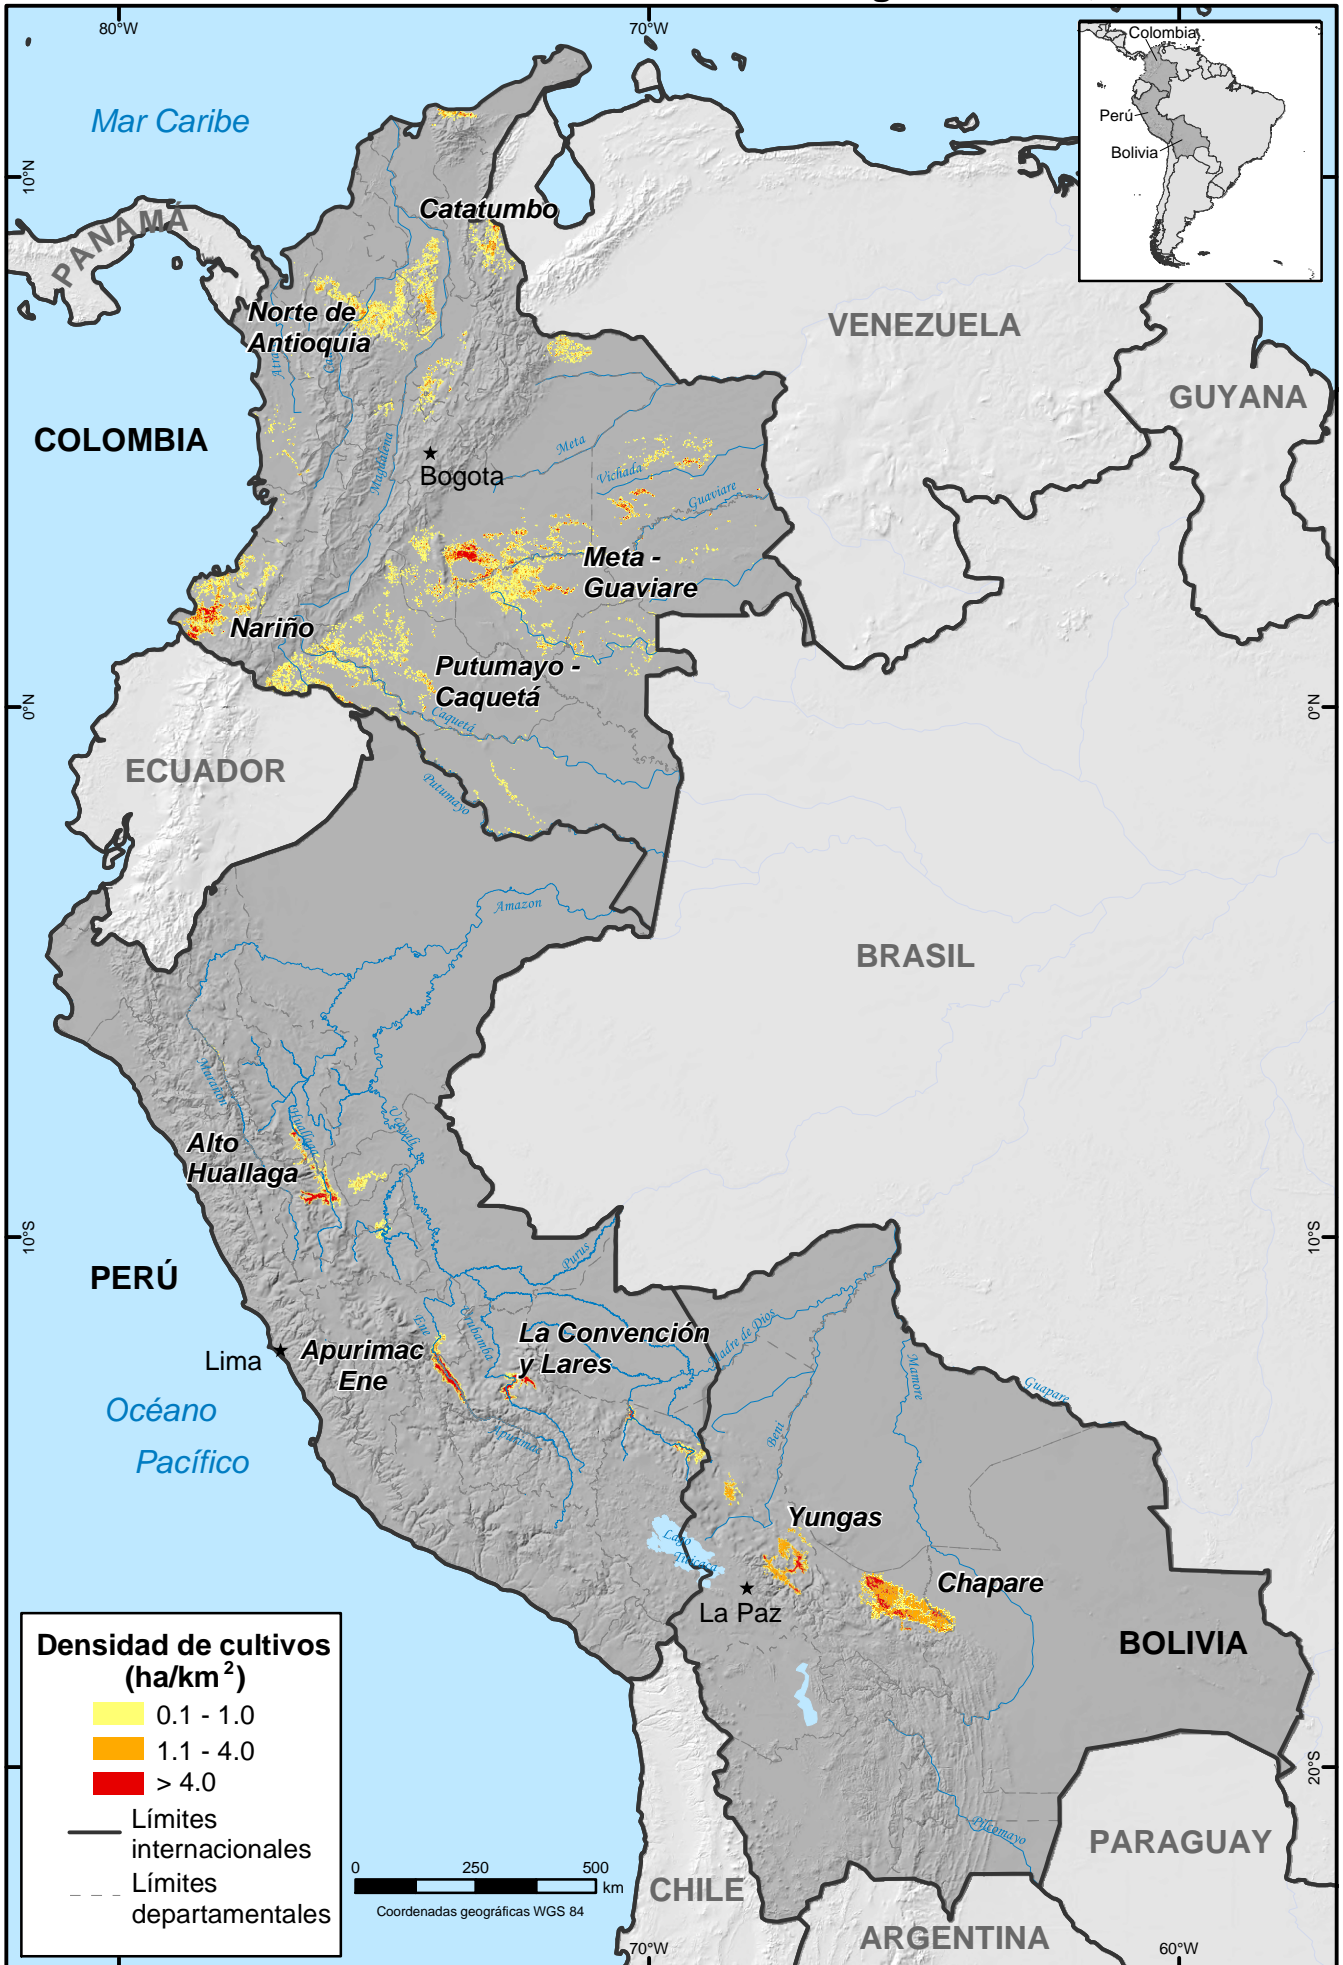 80°W
70°W
Colombia
Perú
Bolivia
Mar Caribe
10°N
10°N
PANAMÁ
Catatumbo
Norte de
Antioquia
VENEZUELA
GUYANA
COLOMBIA
Magdalena
Bogota
Meta
Vichada
Guaviare
Meta -
Guaviare
Nariño
Putumayo -
Caquetá
Caquetá
0°N
0°N
ECUADOR
Putumayo
Amazon
BRASIL
Marañon
Huallaga
Ucayali
Alto
Huallaga
10°S
10°S
PERÚ
Purus
Madre de Dios
Ene
Urubamba
La Convención
y Lares
Lima
Apurimac
Ene
Mamore
Guapare
Océano
Pacífico
Apurimac
Beni
Yungas
Lago
Titicaca
Chapare
La Paz
BOLIVIA
Densidad de cultivos
(ha/km²)
0.1 - 1.0
1.1 - 4.0
> 4.0
Límites
internacionales
Límites
departamentales
0 250 500
km
Coordenadas geográficas WGS 84
20°S
Pilcomayo
PARAGUAY
CHILE
ARGENTINA
70°W
60°W